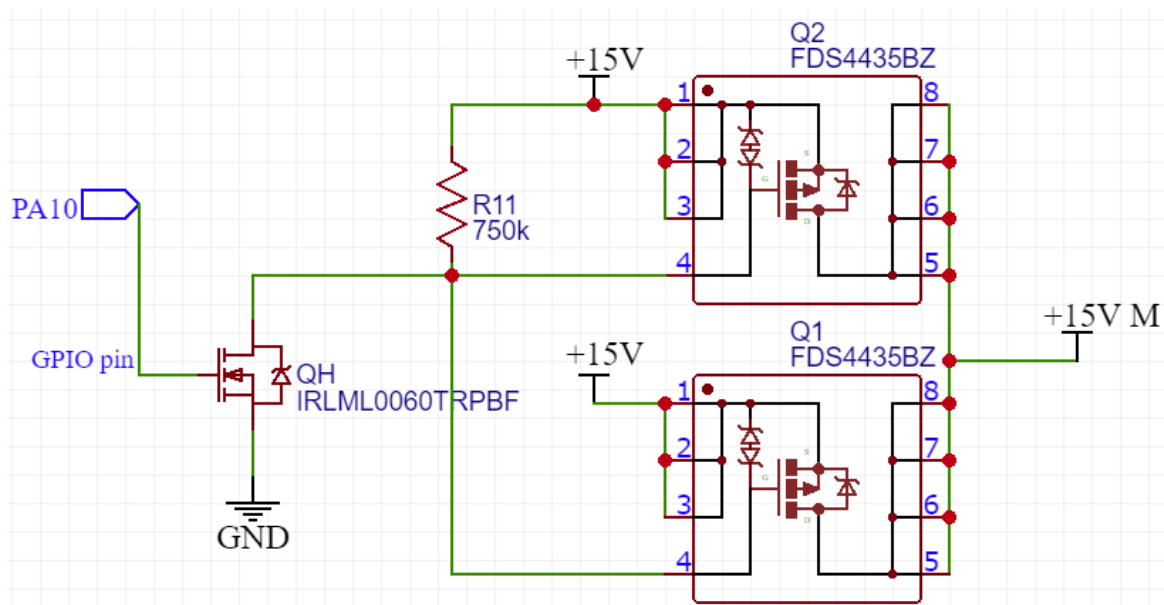 Q2
FDS4435BZ
+15V
1
2
3
4
8
7
6
5
S
G
D
PA10
R11
750k
GPIO pin
QH
IRLML0060TRPBF
GND
+15V M
Q1
FDS4435BZ
+15V
1
2
3
4
8
7
6
5
S
G
D